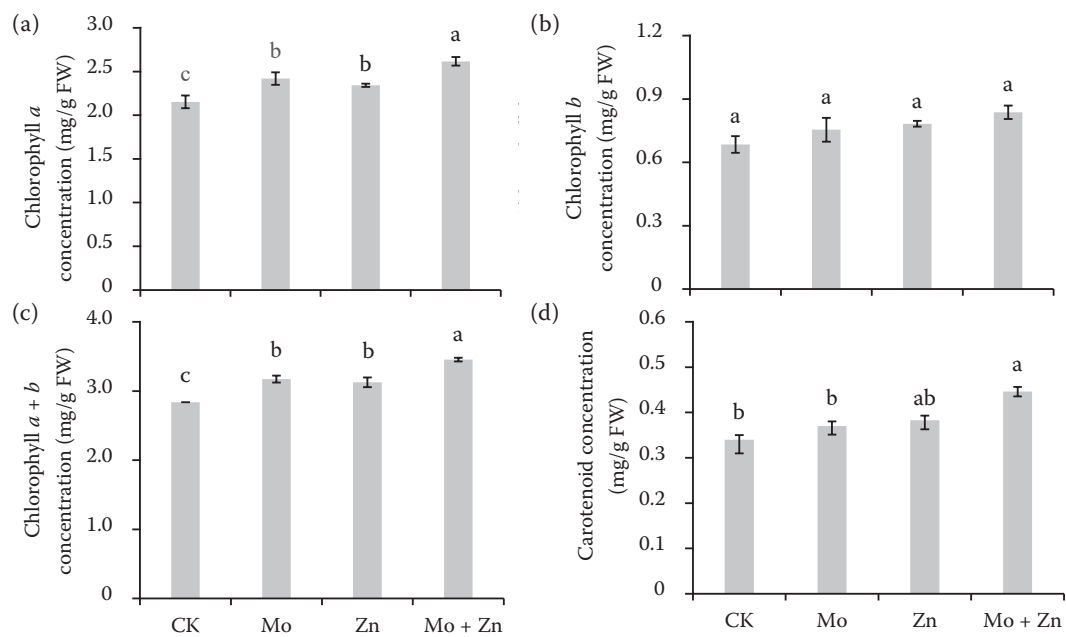 (a)
Chlorophyll a
concentration (mg/g FW)
3.0
2.5
2.0
1.5
1.0
0.5
0
c
b
b
a
(b)
Chlorophyll b
concentration (mg/g FW)
1.2
0.9
0.6
0.3
0
a
a
a
a
(c)
Chlorophyll a + b
concentration (mg/g FW)
4.0
3.0
2.0
1.0
0
c
b
b
a
CK
Mo
Zn
Mo + Zn
(d)
Carotenoid concentration
(mg/g FW)
0.6
0.5
0.4
0.3
0.2
0.1
0
b
b
ab
a
CK
Mo
Zn
Mo + Zn